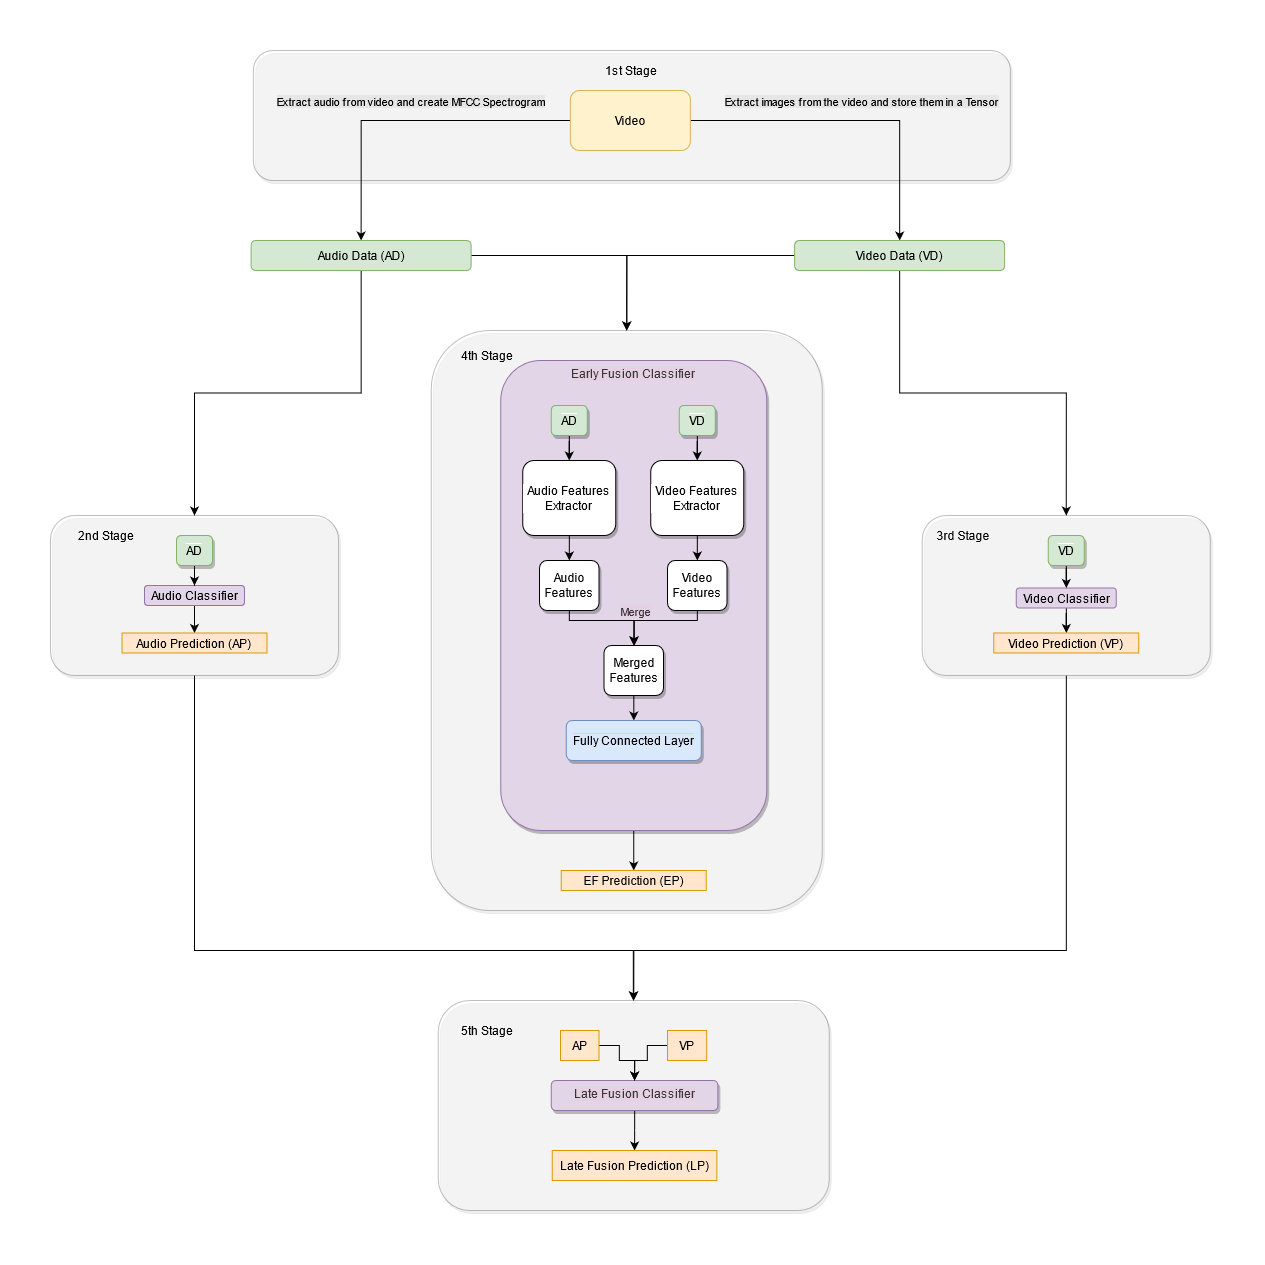 1st Stage
Extract audio from video and create MFCC Spectrogram
Extract images from the video and store them in a Tensor
Video
Audio Data (AD)
Video Data (VD)
4th Stage
Early Fusion Classifier
AD
VD
Audio Features
Extractor
Video Features
Extractor
Audio
Features
Video
Features
Merge
Merged
Features
Fully Connected Layer
EF Prediction (EP)
2nd Stage
AD
Audio Classifier
Audio Prediction (AP)
3rd Stage
VD
Video Classifier
Video Prediction (VP)
5th Stage
AP
VP
Late Fusion Classifier
Late Fusion Prediction (LP)